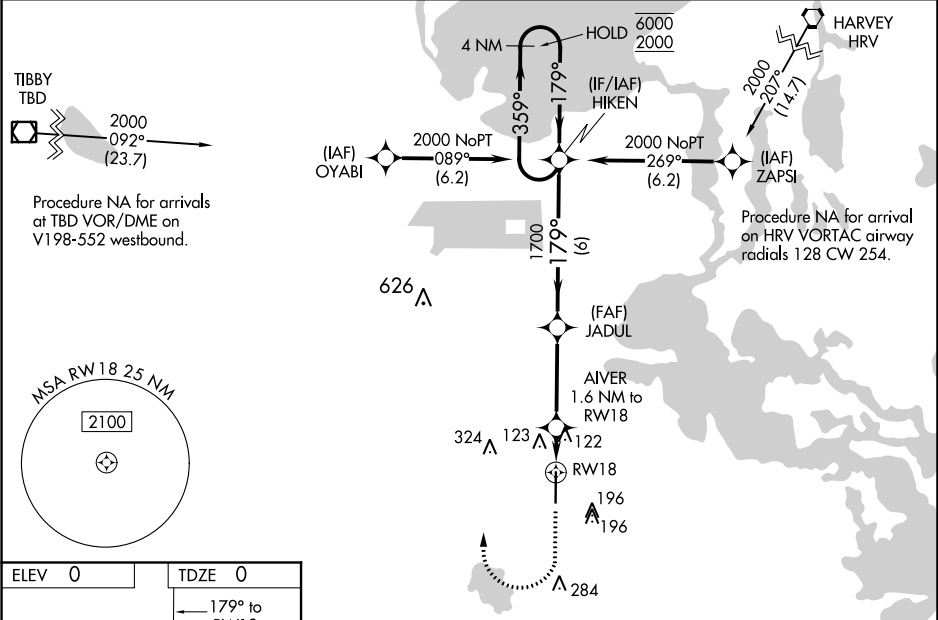 HOLD 6000
2000
4 NM
HARVEY
HRV
TIBBY
TBD
2000
092°
(23.7)
359°
179°
(IF/IAF)
HIKEN
2000
207°
(14.7)
(IAF)
OYABI
2000 NoPT
089°
(6.2)
2000 NoPT
269°
(6.2)
(IAF)
ZAPSI
Procedure NA for arrivals
at TBD VOR/DME on
V198-552 westbound.
Procedure NA for arrival
on HRV VORTAC airway
radials 128 CW 254.
1700
179°
(6)
626
(FAF)
JADUL
MSA RW18 25 NM
2100
AIVER
1.6 NM to
RW18
324
123
122
RW18
196
196
284
ELEV 0
TDZE 0
179° to